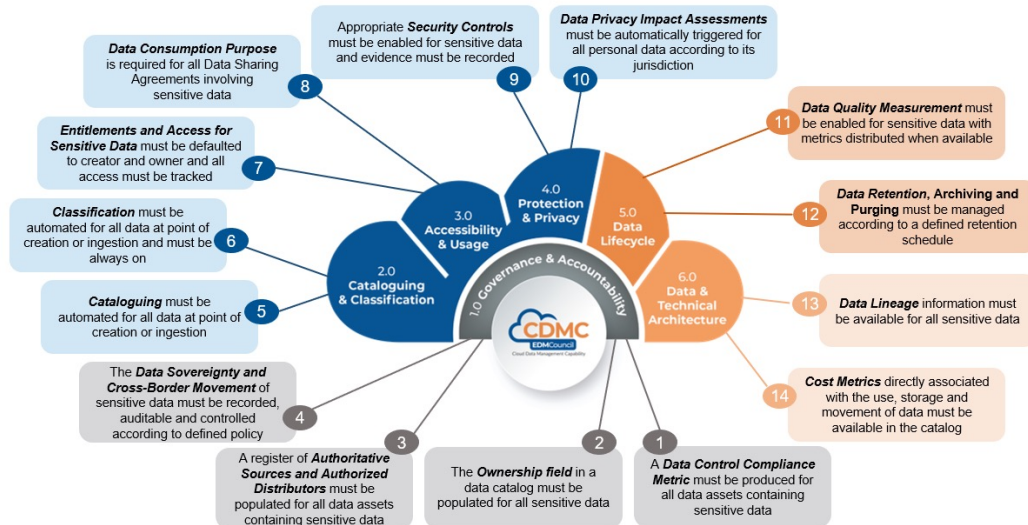 Data Consumption Purpose
is required for all Data Sharing
Agreements involving
sensitive data
8
Appropriate Security Controls
must be enabled for sensitive data
and evidence must be recorded
9
Data Privacy Impact Assessments
must be automatically triggered for
all personal data according to its
jurisdiction
10
Entitlements and Access for
Sensitive Data must be defaulted
to creator and owner and all
access must be tracked
7
Data Quality Measurement must
be enabled for sensitive data with
metrics distributed when available
11
Classification must be
automated for all data at point of
creation or ingestion and must be
always on
6
Data Retention, Archiving and
Purging must be managed
according to a defined retention
schedule
12
Cataloguing must be
automated for all data at point of
creation or ingestion
5
Data Lineage information must
be available for all sensitive data
13
2.0
Cataloguing
& Classification
3.0
Accessibility
& Usage
4.0
Protection
& Privacy
5.0
Data
Lifecycle
6.0
Data &
Technical
Architecture
1.0 Governance & Accountability
CDMC
EDMCouncil
Cloud Data Management Capability
The Data Sovereignty and
Cross-Border Movement of
sensitive data must be recorded,
auditable and controlled
according to defined policy
4
Cost Metrics directly associated
with the use, storage and
movement of data must be
available in the catalog
14
A register of Authoritative
Sources and Authorized
Distributors must be
populated for all data assets
containing sensitive data
3
The Ownership field in a
data catalog must be
populated for all sensitive data
2
A Data Control Compliance
Metric must be produced for
all data assets containing
sensitive data
1